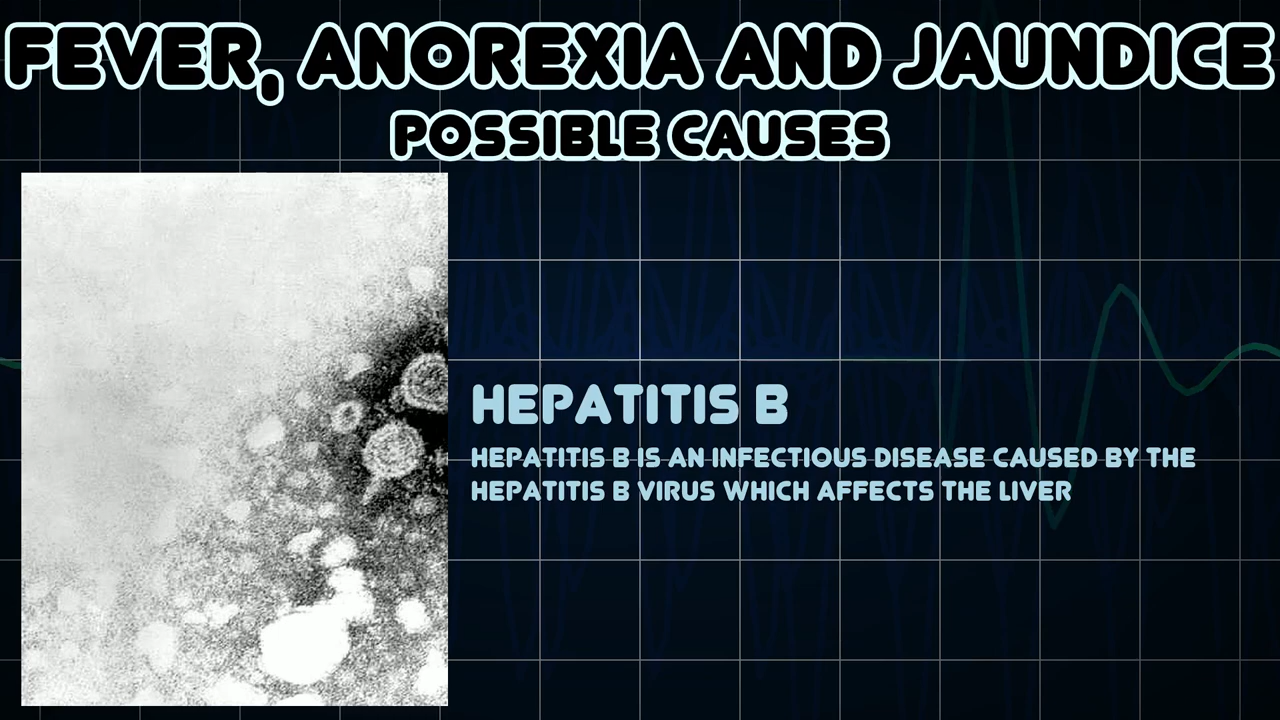 FEVER, ANOREXIA AND JAUNDICE
POSSIBLE CAUSES
HEPATITIS B
HEPATITIS B IS AN INFECTIOUS DISEASE CAUSED BY THE
HEPATITIS B VIRUS WHICH AFFECTS THE LIVER